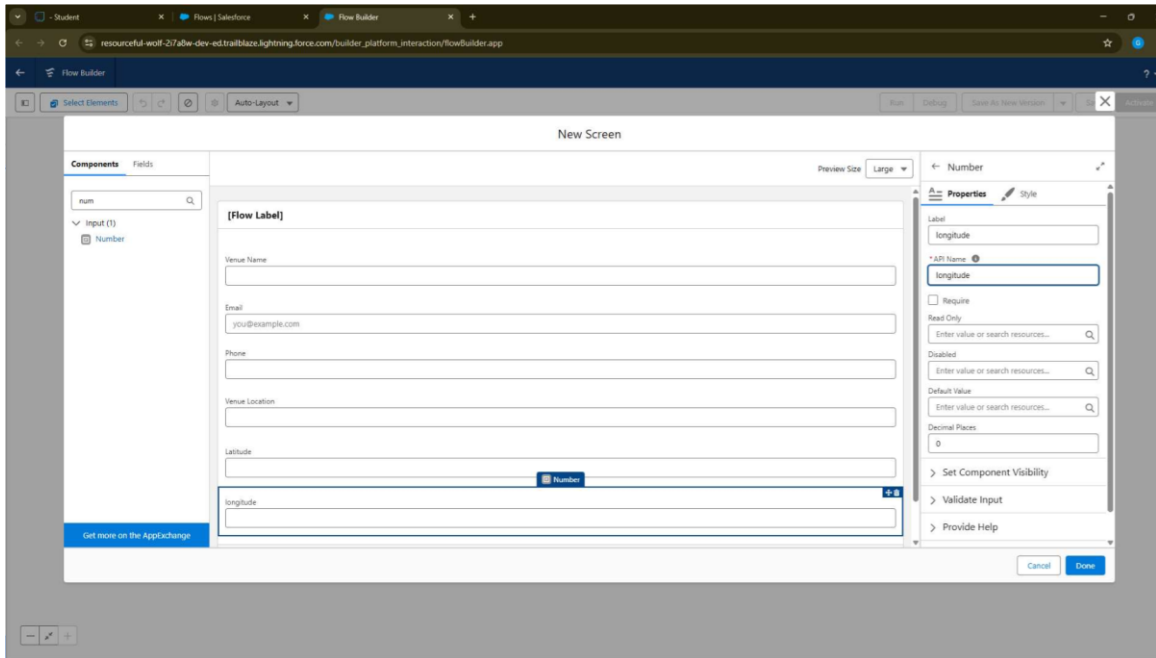 - Student
Flows | Salesforce
Flow Builder
resourceful-wolf-2i7a8w-dev-ed.trailblaze.lightning.force.com/builder_platform_interaction/flowBuilder.app
Flow Builder
?
Select Elements
Auto-Layout
Run
Debug
Save As New Version
Activate
New Screen
Components
Fields
num
Input (1)
Number
Get more on the AppExchange
Preview Size
Large
[Flow Label]
Venue Name
Email
you@example.com
Phone
Venue Location
Latitude
Number
longitude
Number
Properties
Style
Label
longitude
*API Name
longitude
Require
Read Only
Enter value or search resources...
Disabled
Enter value or search resources...
Default Value
Enter value or search resources...
Decimal Places
0
Set Component Visibility
Validate Input
Provide Help
Cancel
Done